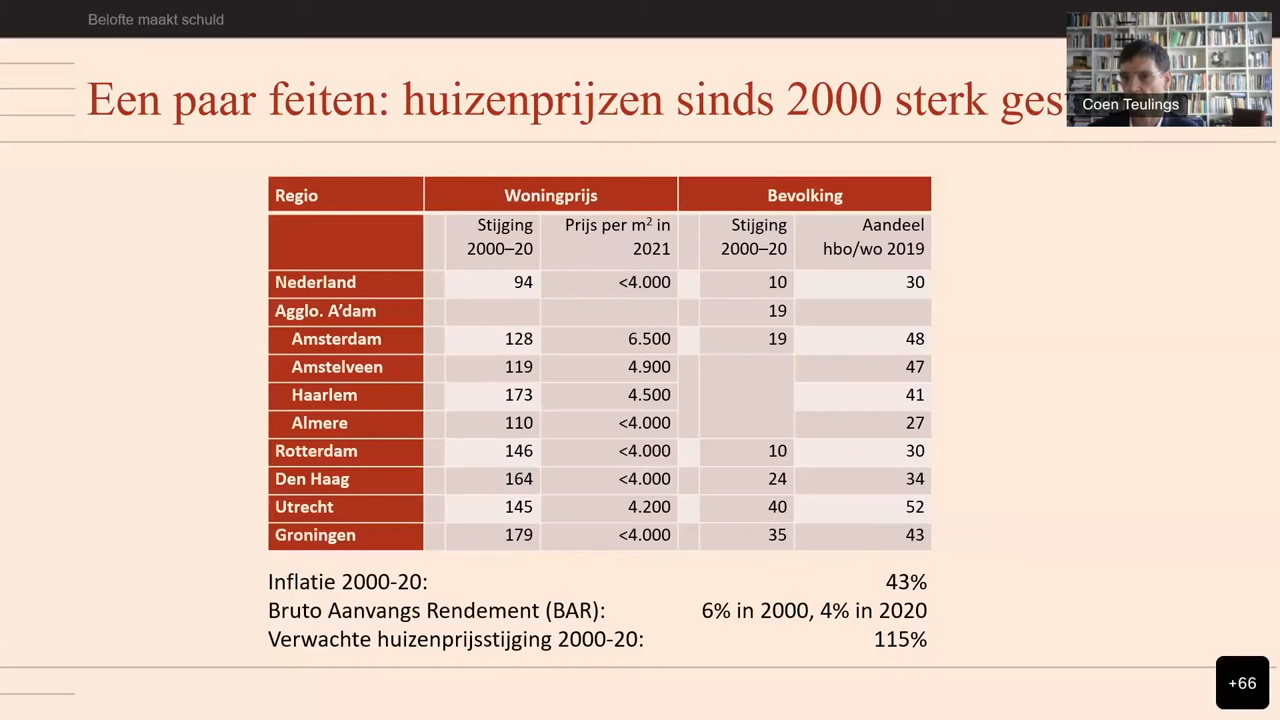 Belofte maakt schuld
Een paar feiten: huizenprijzen sinds 2000 sterk ges
Coen Teulings
Regio Woningprijs Bevolking
Stijging 2000–20 Prijs per m² in 2021 Stijging 2000–20 Aandeel hbo/wo 2019
Nederland 94 <4.000 10 30
Agglo. A’dam 19
Amsterdam 128 6.500 19 48
Amstelveen 119 4.900 47
Haarlem 173 4.500 41
Almere 110 <4.000 27
Rotterdam 146 <4.000 10 30
Den Haag 164 <4.000 24 34
Utrecht 145 4.200 40 52
Groningen 179 <4.000 35 43
Inflatie 2000-20: 43%
Bruto Aanvangs Rendement (BAR): 6% in 2000, 4% in 2020
Verwachte huizenprijsstijging 2000-20: 115%
+66